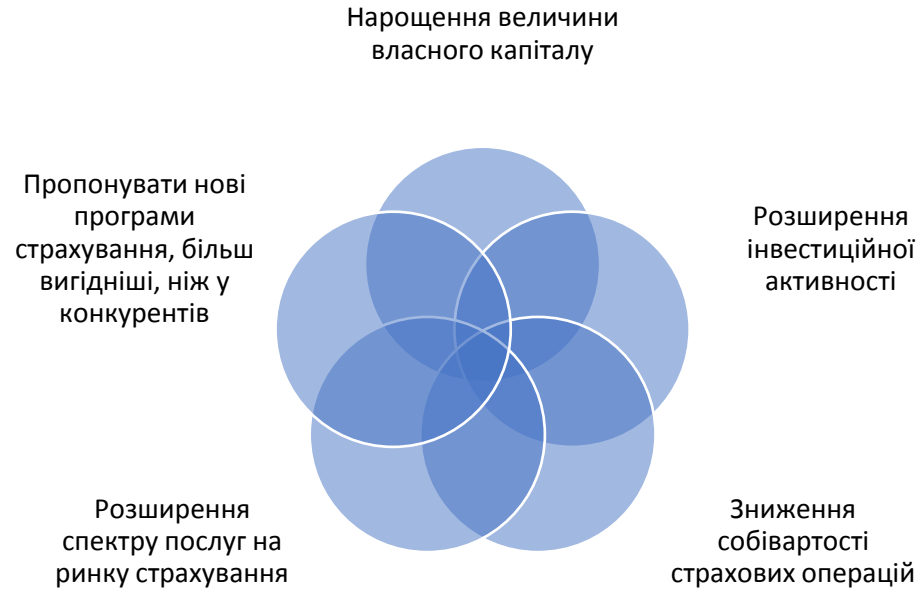 Нарощення величини
власного капіталу
Розширення
інвестиційної
активності
Зниження
собівартості
страхових операцій
Розширення
спектру послуг на
ринку страхування
Пропонувати нові
програми
страхування, більш
вигідніші, ніж у
конкурентів